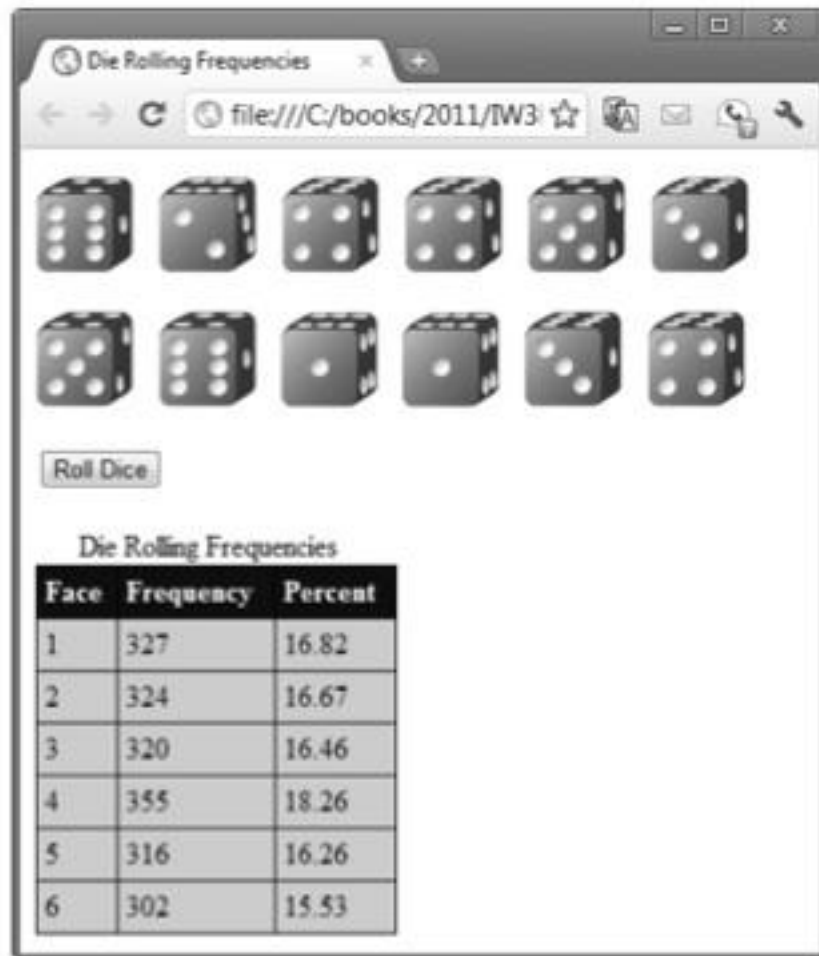 Die Rolling Frequencies
file:///C:/books/2011/IW3
Roll Dice
Die Rolling Frequencies
Face Frequency Percent
1 327 16.82
2 324 16.67
3 320 16.46
4 355 18.26
5 316 16.26
6 302 15.53